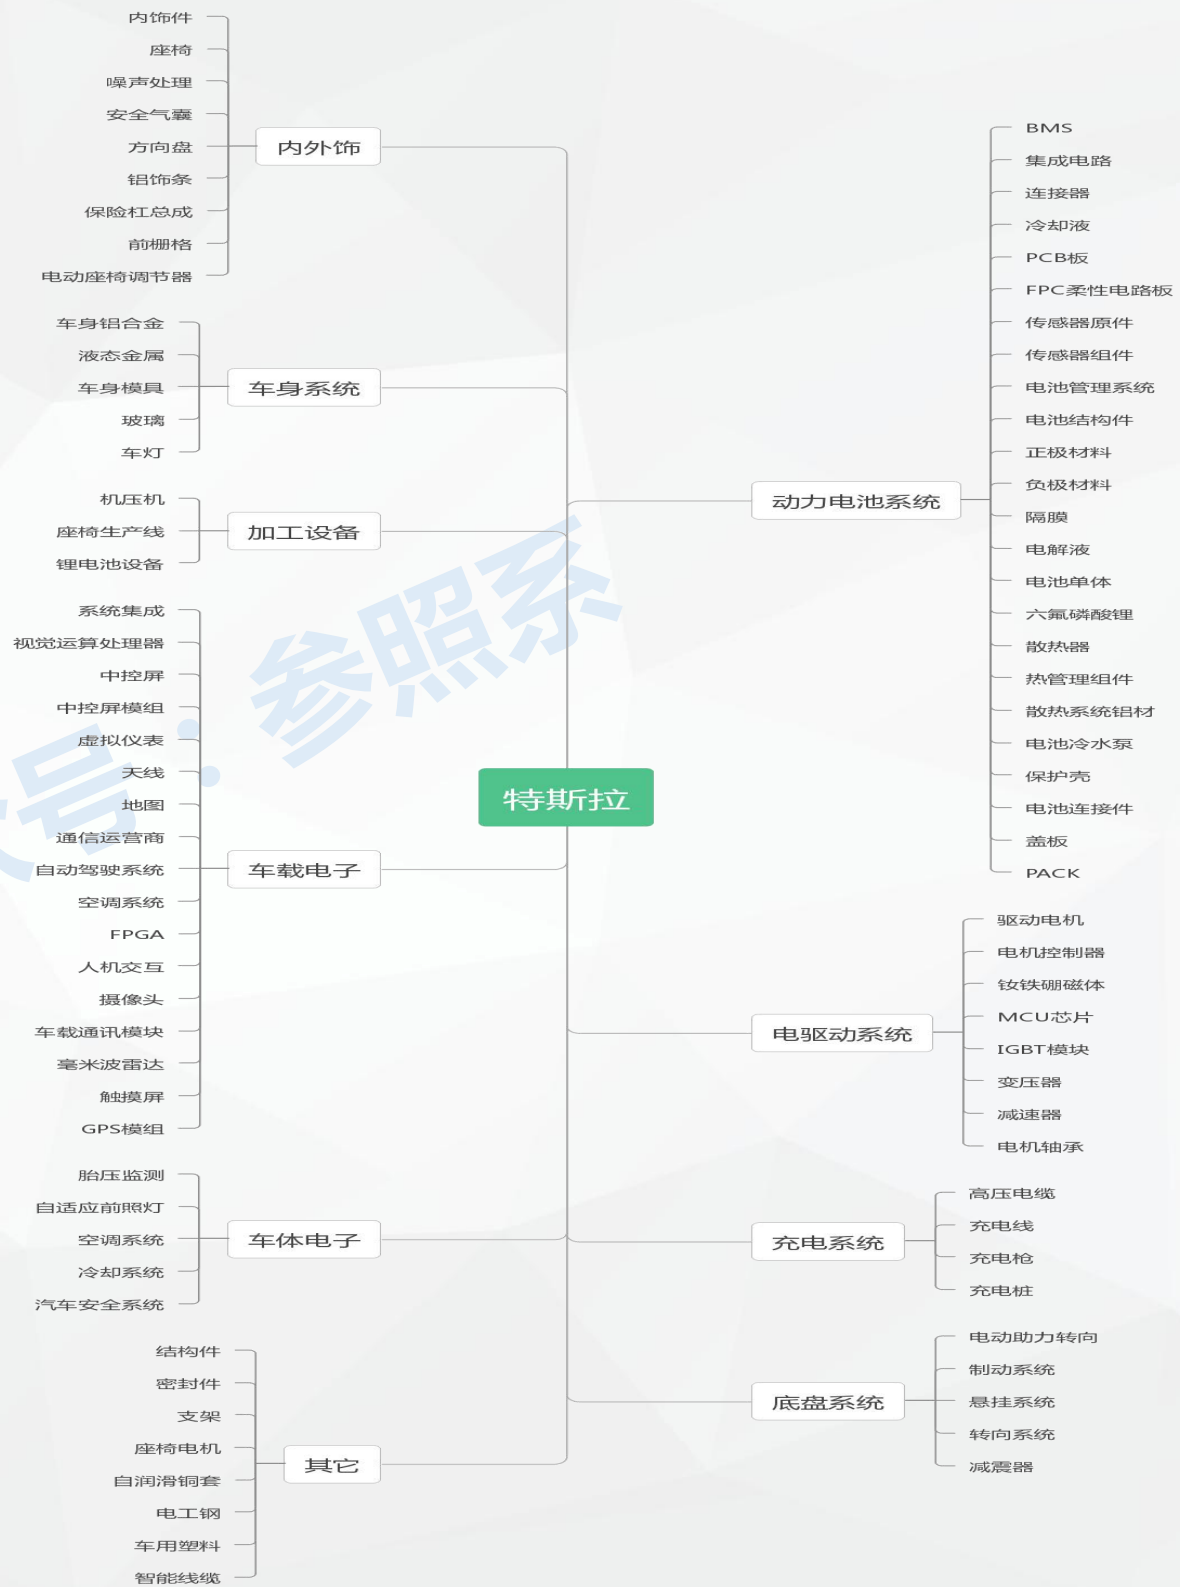 特斯拉
内外饰
内饰件
座椅
噪声处理
安全气囊
方向盘
铝饰条
保险杠总成
前栅格
电动座椅调节器
车身系统
车身铝合金
液态金属
车身模具
玻璃
车灯
加工设备
机压机
座椅生产线
锂电池设备
车载电子
系统集成
视觉运算处理器
中控屏
中控屏模组
虚拟仪表
天线
地图
通信运营商
自动驾驶系统
空调系统
FPGA
人机交互
摄像头
车载通讯模块
毫米波雷达
触摸屏
GPS模组
车体电子
胎压监测
自适应前照灯
空调系统
冷却系统
汽车安全系统
其它
结构件
密封件
支架
座椅电机
自润滑铜套
电工钢
车用塑料
智能线缆
动力电池系统
BMS
集成电路
连接器
冷却液
PCB板
FPC柔性电路板
传感器原件
传感器组件
电池管理系统
电池结构件
正极材料
负极材料
隔膜
电解液
电池单体
六氟磷酸锂
散热器
热管理组件
散热系统铝材
电池冷水泵
保护壳
电池连接件
盖板
PACK
电驱动系统
驱动电机
电机控制器
钕铁硼磁体
MCU芯片
IGBT模块
变压器
减速器
电机轴承
充电系统
高压电缆
充电线
充电枪
充电桩
底盘系统
电动助力转向
制动系统
悬挂系统
转向系统
减震器
号：参照系